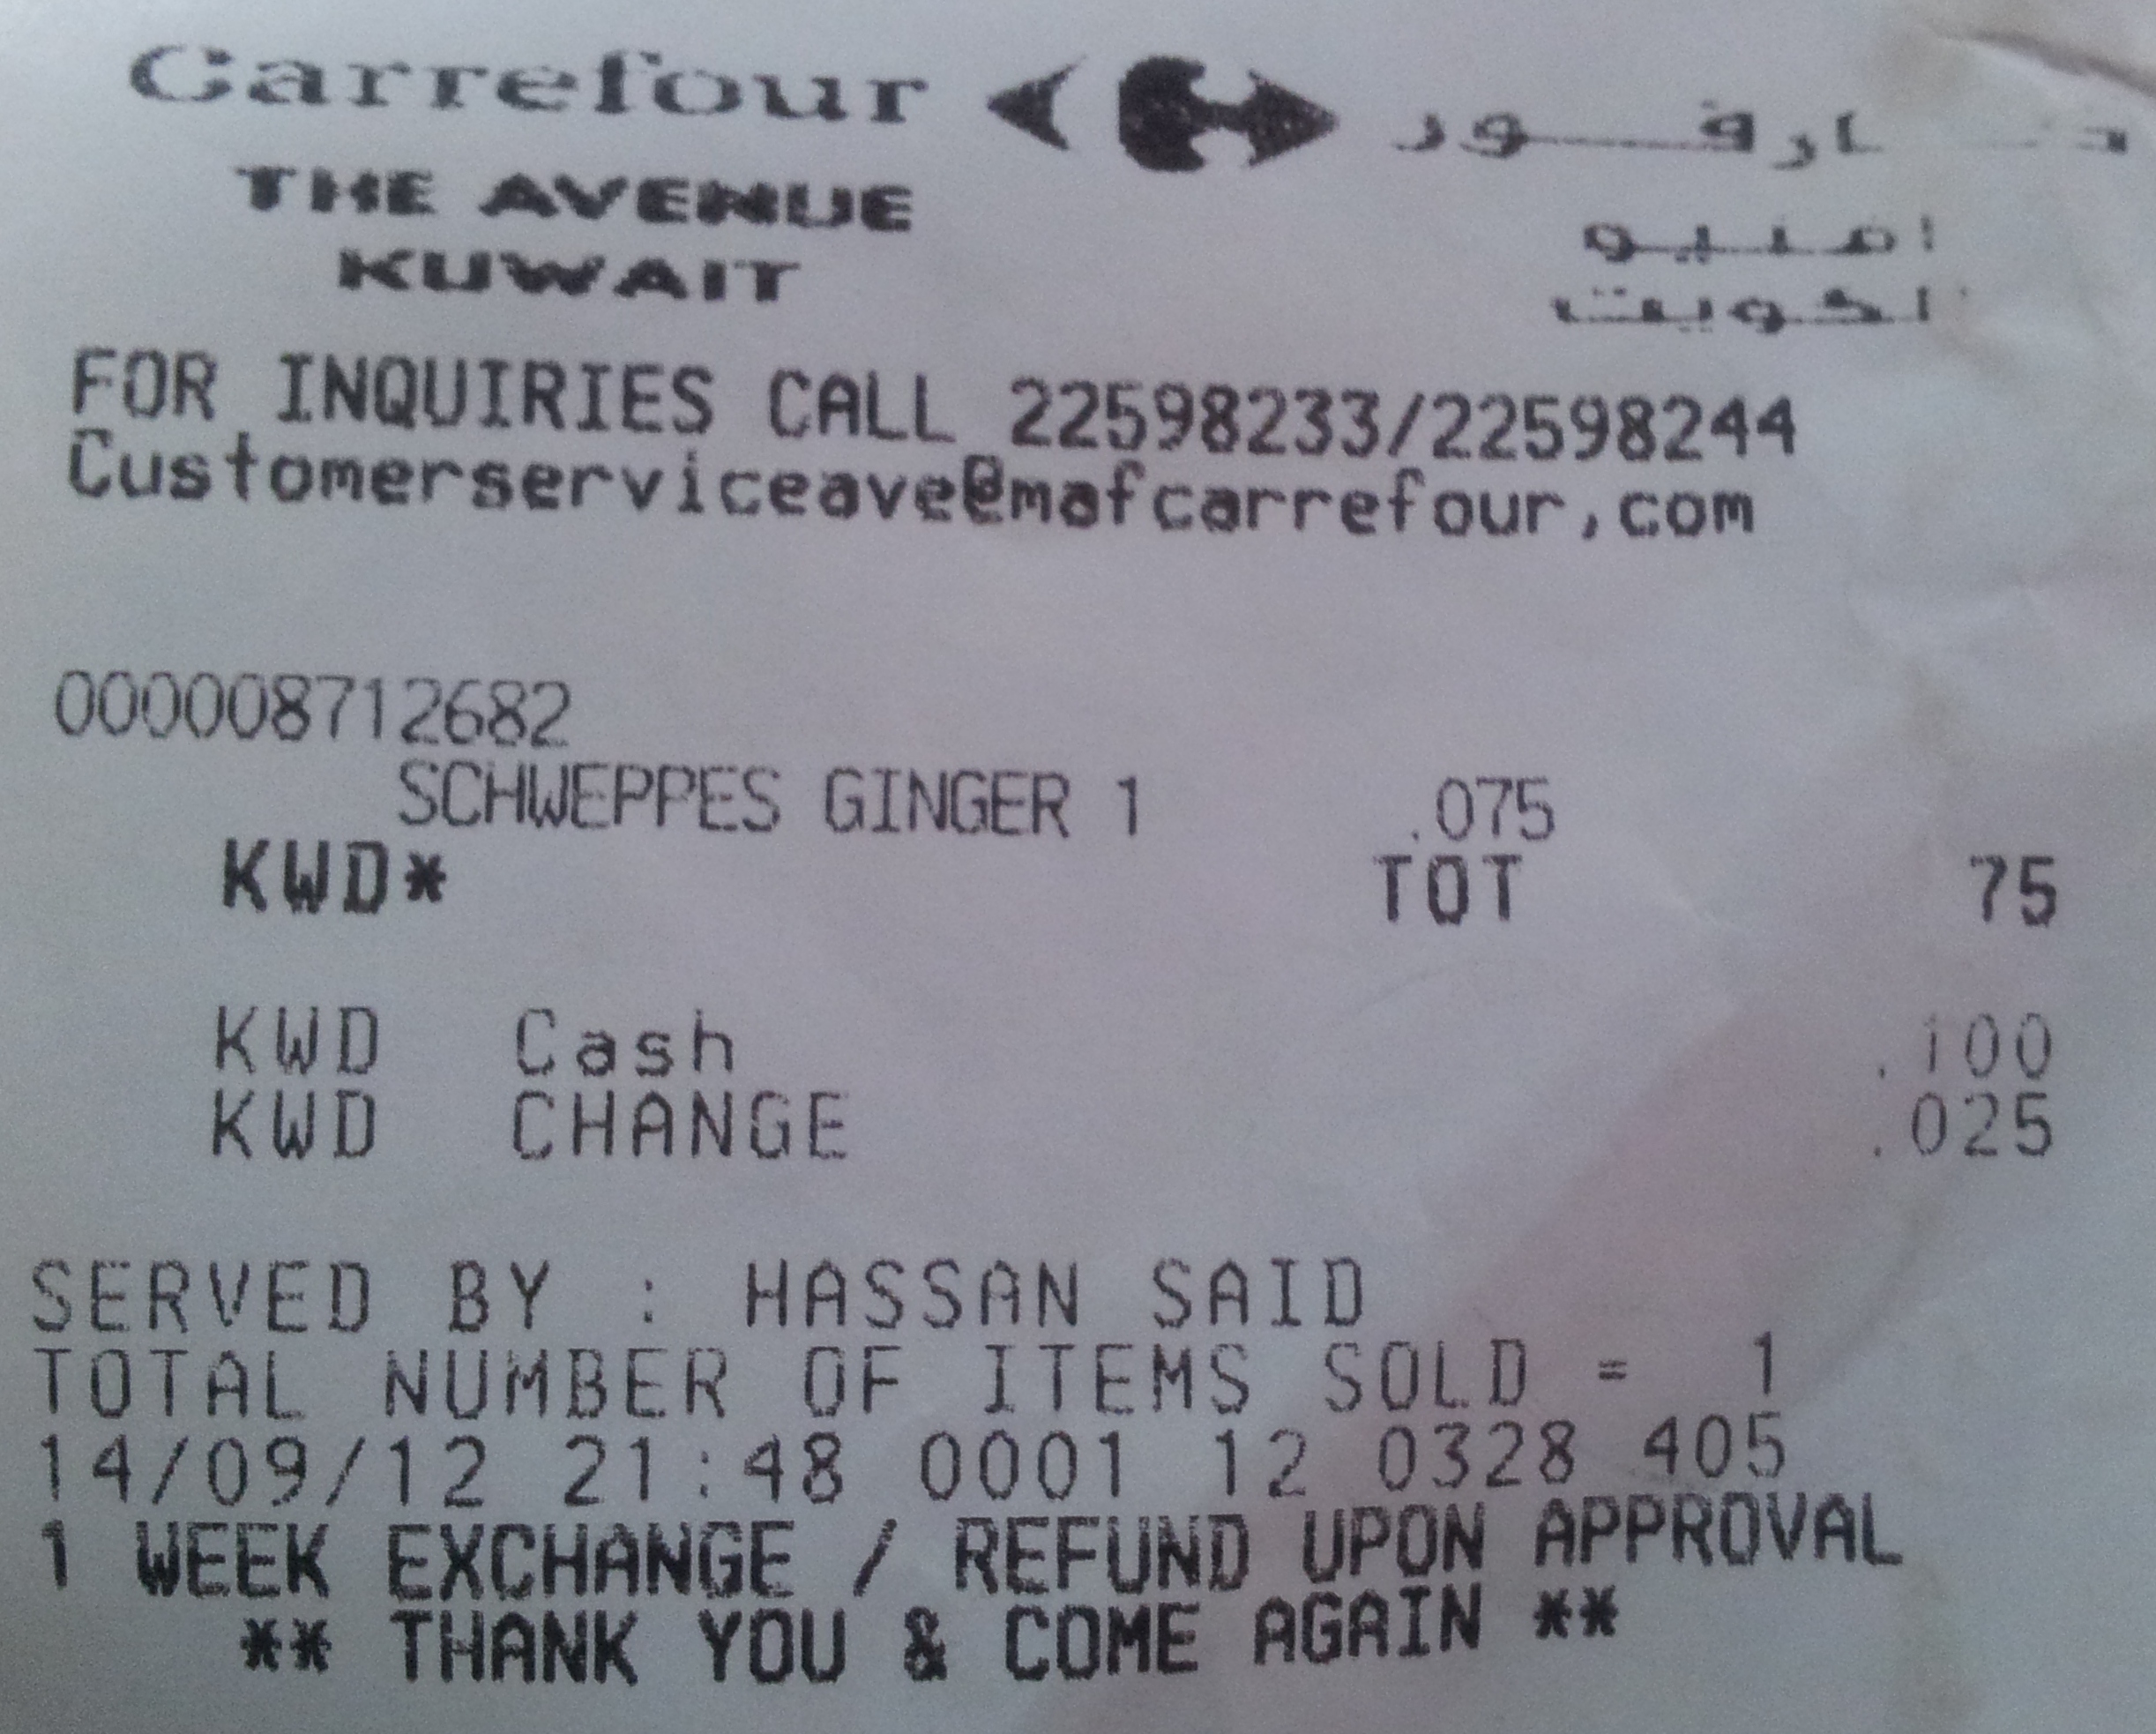 Carrefour كارفور
THE AVENUE افنيو
KUWAIT الكويت
FOR INQUIRIES CALL 22598233/22598244
Customerserviceave@mafcarrefour,com
000008712682
SCHWEPPES GINGER 1 .075
KWD* TOT 75
KWD Cash .100
KWD CHANGE .025
SERVED BY : HASSAN SAID
TOTAL NUMBER OF ITEMS SOLD = 1
14/09/12 21:48 0001 12 0328 405
1 WEEK EXCHANGE / REFUND UPON APPROVAL
** THANK YOU & COME AGAIN **